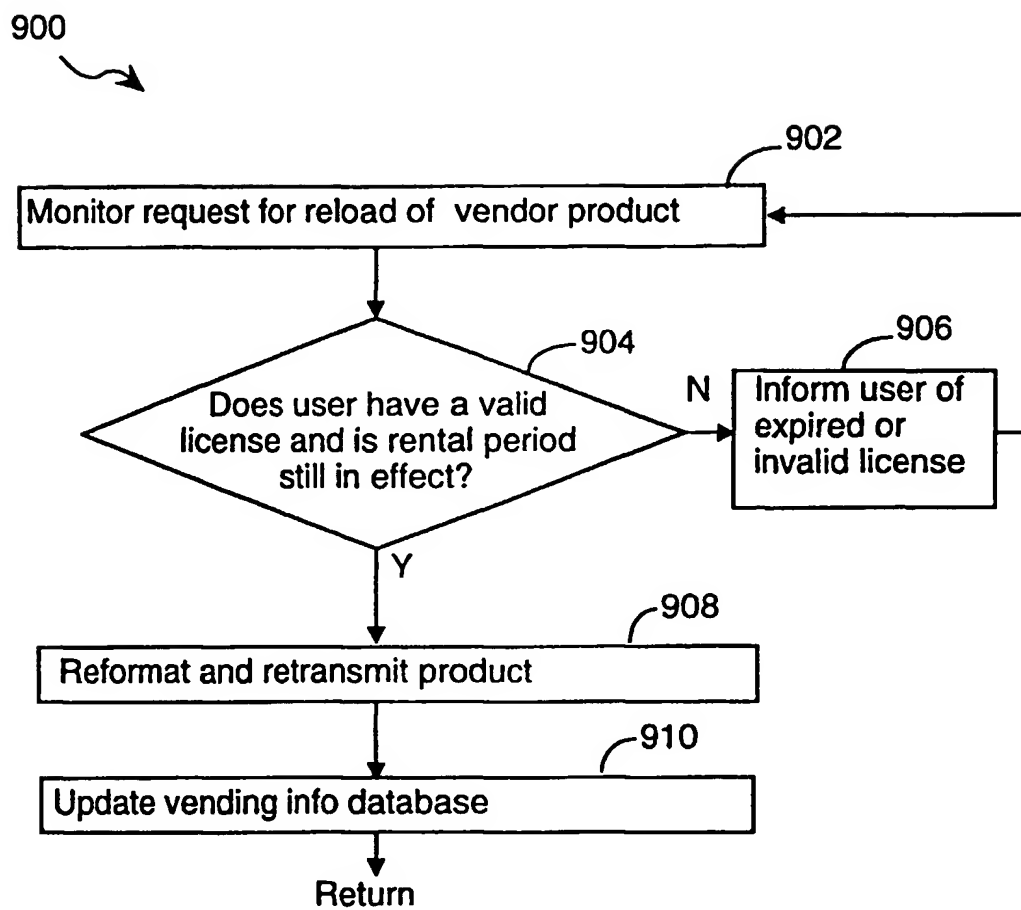 900
902
Monitor request for reload of vendor product
904
Does user have a valid
license and is rental period
still in effect?
N
906
Inform user of
expired or
invalid license
Y
908
Reformat and retransmit product
910
Update vending info database
Return